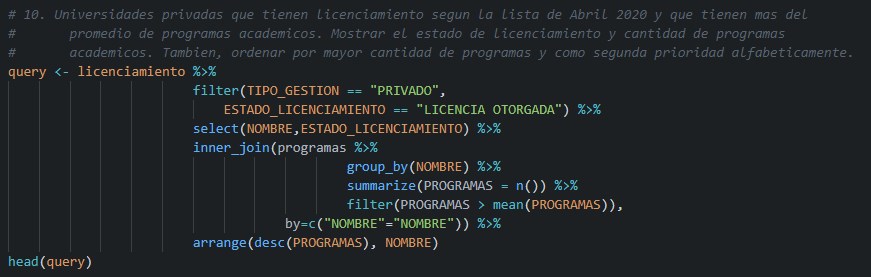 # 10. Universidades privadas que tienen licenciamiento segun la lista de Abril 2020 y que tienen mas del
#       promedio de programas academicos. Mostrar el estado de licenciamiento y cantidad de programas
#       academicos. Tambien, ordenar por mayor cantidad de programas y como segunda prioridad alfabeticamente.
query <- licenciamiento %>%
                        filter(TIPO_GESTION == "PRIVADO",
                            ESTADO_LICENCIAMIENTO == "LICENCIA OTORGADA") %>%
                        select(NOMBRE,ESTADO_LICENCIAMIENTO) %>%
                        inner_join(programas %>%
                                            group_by(NOMBRE) %>%
                                            summarize(PROGRAMAS = n()) %>%
                                            filter(PROGRAMAS > mean(PROGRAMAS)),
                                    by=c("NOMBRE"="NOMBRE")) %>%
                        arrange(desc(PROGRAMAS), NOMBRE)
head(query)